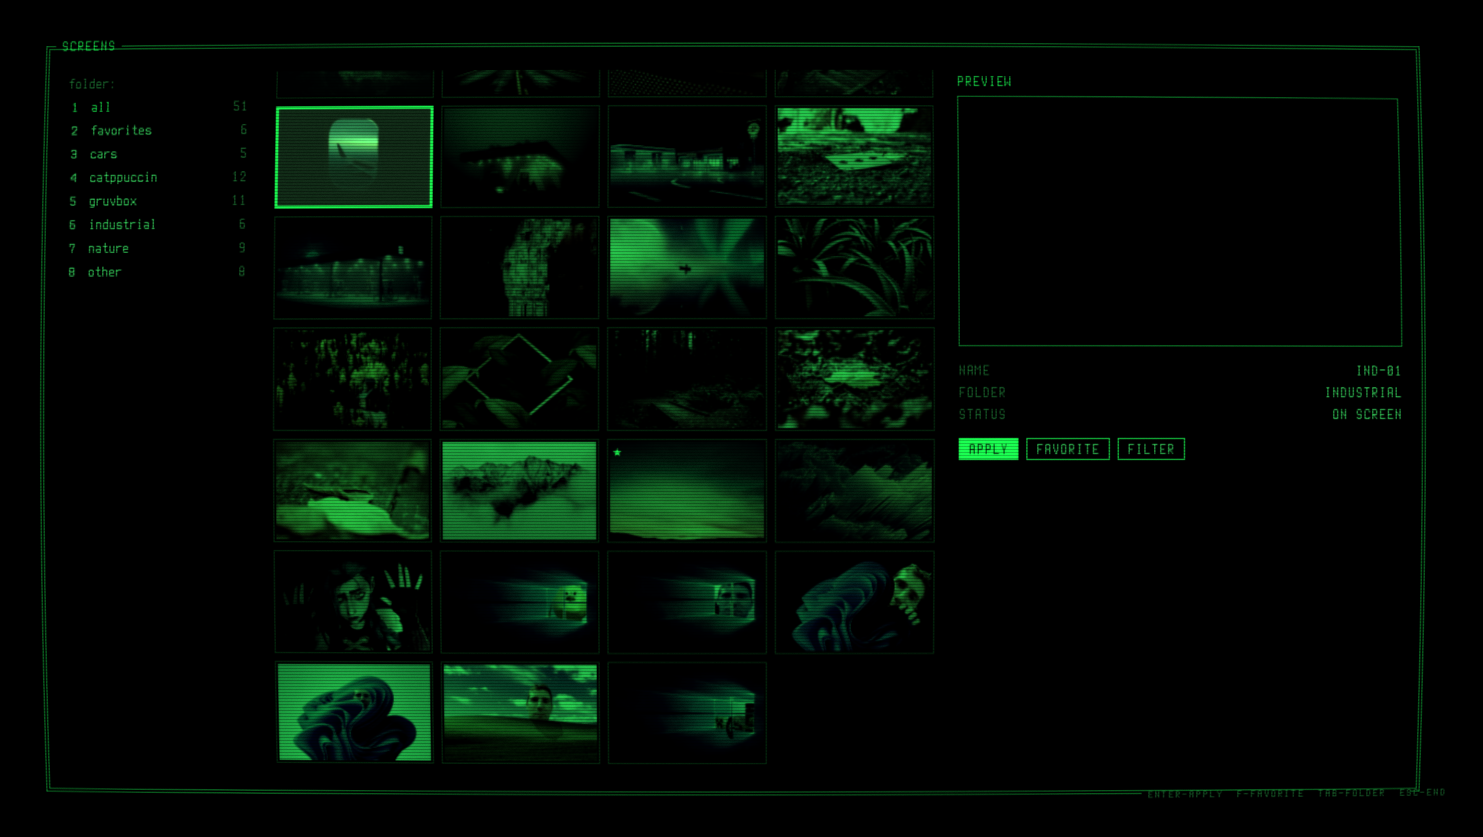 SCREENS
folder:
1 all 51
2 favorites 6
3 cars 5
4 catppuccin 12
5 gruvbox 11
6 industrial 6
7 nature 9
8 other 8
PREVIEW
NAME IND-01
FOLDER INDUSTRIAL
STATUS ON SCREEN
APPLY FAVORITE FILTER
ENTER-APPLY F-FAVORITE TAB-FOLDER ESC-END